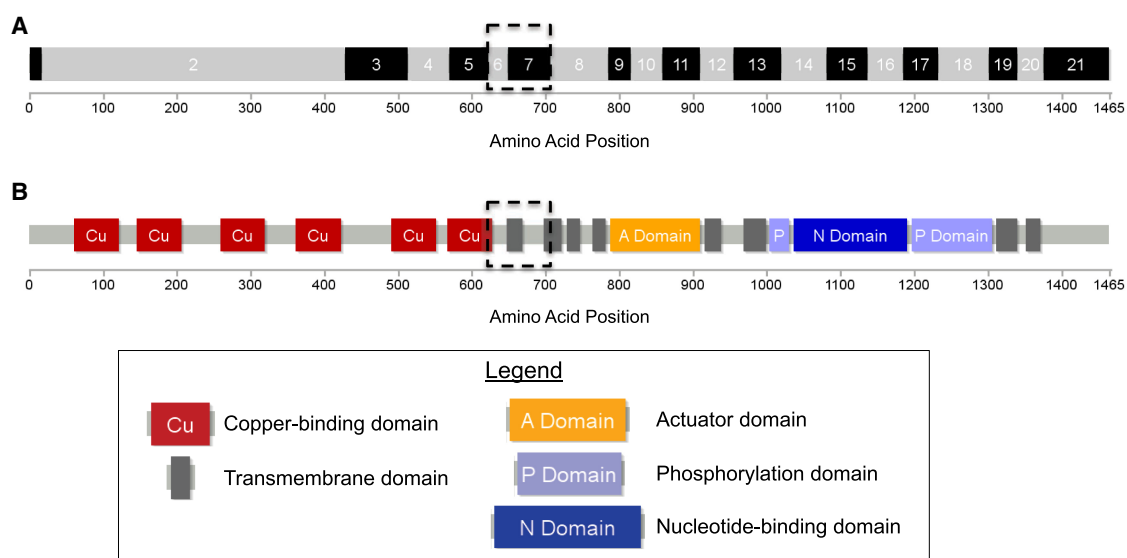 A
2 3 4 5 6 7 8 9 10 11 12 13 14 15 16 17 18 19 20 21
0 100 200 300 400 500 600 700 800 900 1000 1100 1200 1300 1400 1465
Amino Acid Position
B
Cu Cu Cu Cu Cu Cu A Domain P N Domain P Domain
0 100 200 300 400 500 600 700 800 900 1000 1100 1200 1300 1400 1465
Amino Acid Position
Legend
Cu Copper-binding domain
Transmembrane domain
A Domain Actuator domain
P Domain Phosphorylation domain
N Domain Nucleotide-binding domain